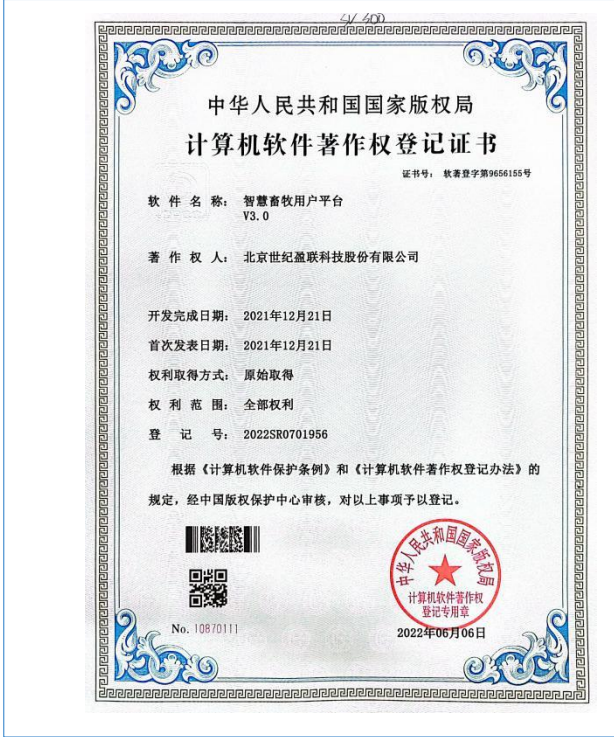 中华人民共和国国家版权局
计算机软件著作权登记证书
证书号： 软著登字第9656155号
软件名称： 智慧畜牧用户平台
V3.0
著作权人： 北京世纪盈联科技股份有限公司
开发完成日期： 2021年12月21日
首次发表日期： 2021年12月21日
权利取得方式： 原始取得
权利范围： 全部权利
登记号： 2022SR0701956
根据《计算机软件保护条例》和《计算机软件著作权登记办法》的
规定，经中国版权保护中心审核，对以上事项予以登记。
中华人民共和国国家版权局
计算机软件著作权
登记专用章
No. 10870111
2022年06月06日